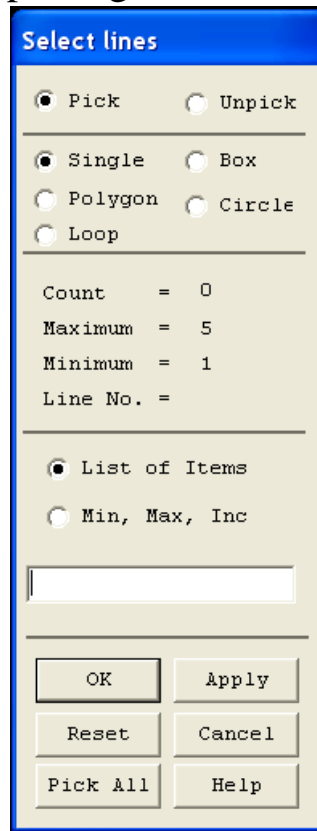 Select lines
Pick Unpick
Single Box
Polygon Circle
Loop
Count = 0
Maximum = 5
Minimum = 1
Line No. =
List of Items
Min, Max, Inc
OK Apply
Reset Cancel
Pick All Help